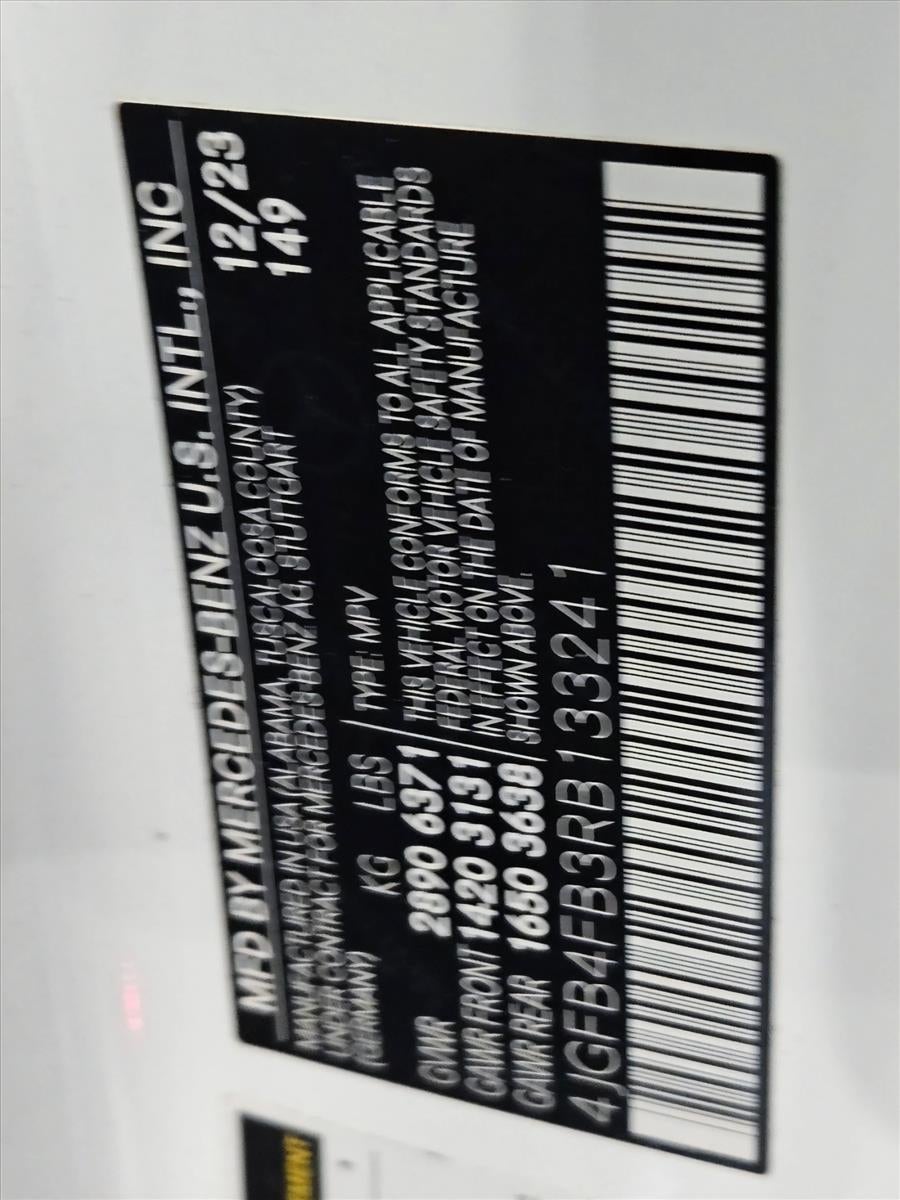 MFD BY MERCEDES-BENZ U.S. INTL., INC
MANUFACTURED IN USA (ALABAMA, TUSCALOOSA COUNTY) 12/23
UNDER CONTRACT FOR MERCEDES-BENZ AG, STUTTGART 149
(GERMANY)
KG LBS TYPE: MPV
GVWR 2890 6371 THIS VEHICLE CONFORMS TO ALL APPLICABLE
FEDERAL MOTOR VEHICLE SAFETY STANDARDS
GAWR FRONT 1420 3131 IN EFFECT ON THE DATE OF MANUFACTURE
GAWR REAR 1650 3638 SHOWN ABOVE.
4JGFB4FB3RB133241